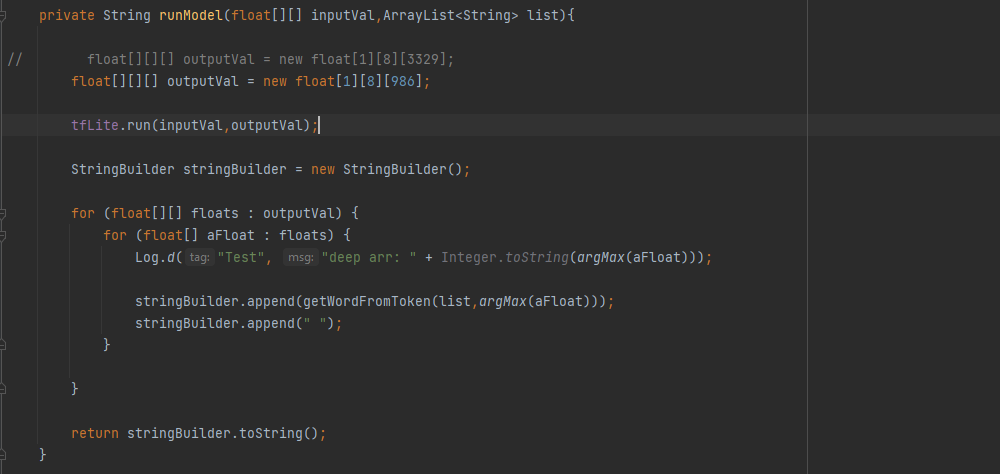 private String runModel(float[][] inputVal,ArrayList<String> list){
//        float[][][] outputVal = new float[1][8][3329];
float[][][] outputVal = new float[1][8][986];
tfLite.run(inputVal,outputVal);
StringBuilder stringBuilder = new StringBuilder();
for (float[][] floats : outputVal) {
for (float[] aFloat : floats) {
Log.d( tag: "Test", msg: "deep arr: " + Integer.toString(argMax(aFloat)));
stringBuilder.append(getWordFromToken(list,argMax(aFloat)));
stringBuilder.append(" ");
}
}
return stringBuilder.toString();
}